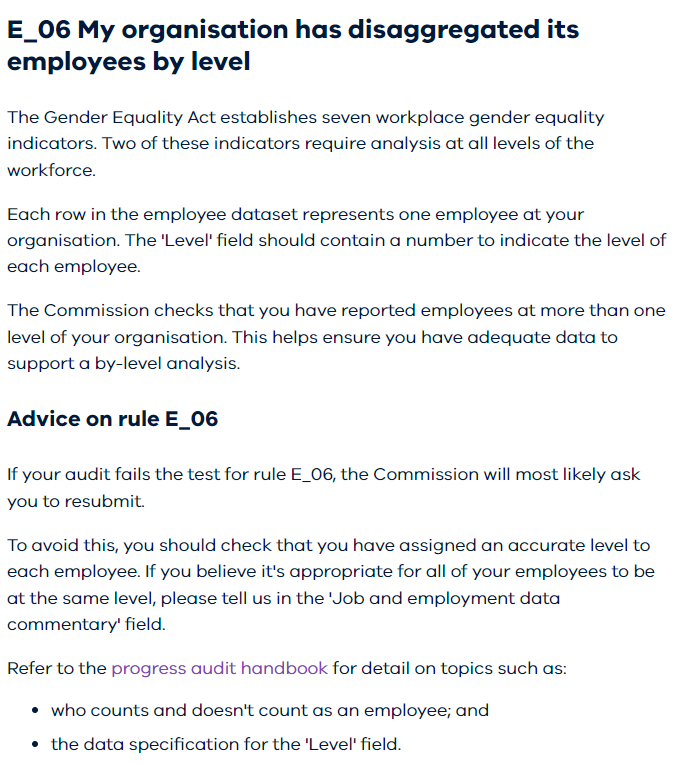 E_06 My organisation has disaggregated its
employees by level
The Gender Equality Act establishes seven workplace gender equality
indicators. Two of these indicators require analysis at all levels of the
workforce.
Each row in the employee dataset represents one employee at your
organisation. The 'Level' field should contain a number to indicate the level of
each employee.
The Commission checks that you have reported employees at more than one
level of your organisation. This helps ensure you have adequate data to
support a by-level analysis.
Advice on rule E_06
If your audit fails the test for rule E_06, the Commission will most likely ask
you to resubmit.
To avoid this, you should check that you have assigned an accurate level to
each employee. If you believe it's appropriate for all of your employees to be
at the same level, please tell us in the 'Job and employment data
commentary' field.
Refer to the progress audit handbook for detail on topics such as:
• who counts and doesn't count as an employee; and
• the data specification for the 'Level' field.